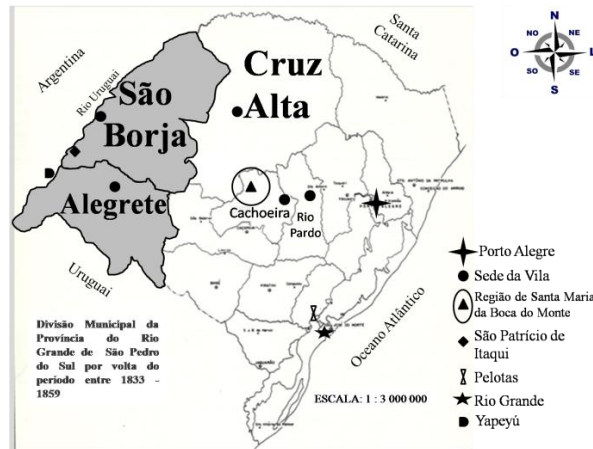 Santa
Catarina
Argentina
Rio Uruguai
São
Borja
Cruz
Alta
Alegrete
Cachoeira
Rio
Pardo
Uruguai
Oceano Atlântico
Divisão Municipal da
Província do Rio
Grande de São Pedro
do Sul por volta do
período entre 1833 -
1859
ESCALA: 1 : 3 000 000
N
NO
NE
O
L
SO
SE
S
Porto Alegre
Sede da Vila
Região de Santa Maria
da Boca do Monte
São Patrício de
Itaqui
Pelotas
Rio Grande
Yapeyú